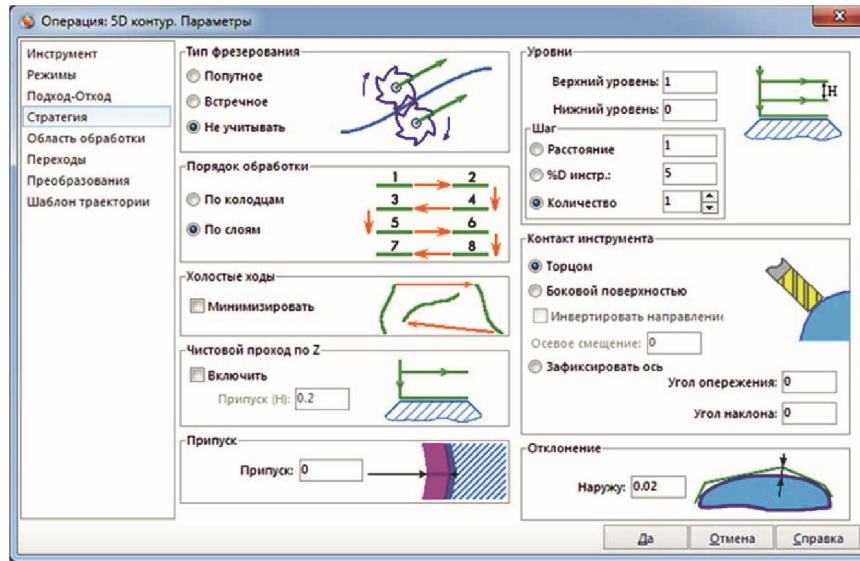 Операция: 5D контур. Параметры
Инструмент
Режимы
Подход-Отход
Стратегия
Область обработки
Переходы
Преобразования
Шаблон траектории
Тип фрезерования
Попутное
Встречное
Не учитывать
Порядок обработки
По колодцам
По слоям
1 2
3 4
5 6
7 8
Холостые ходы
Минимизировать
Чистовой проход по Z
Включить
Припуск (H): 0.2
Припуск
Припуск: 0
Уровни
Верхний уровень: 1
Нижний уровень: 0
H
Шаг
Расстояние 1
%D инстр.: 5
Количество 1
Контакт инструмента
Торцом
Боковой поверхностью
Инвертировать направление
Осевое смещение: 0
Зафиксировать ось
Угол опережения: 0
Угол наклона: 0
Отклонение
Наружу: 0.02
Да Отмена Справка